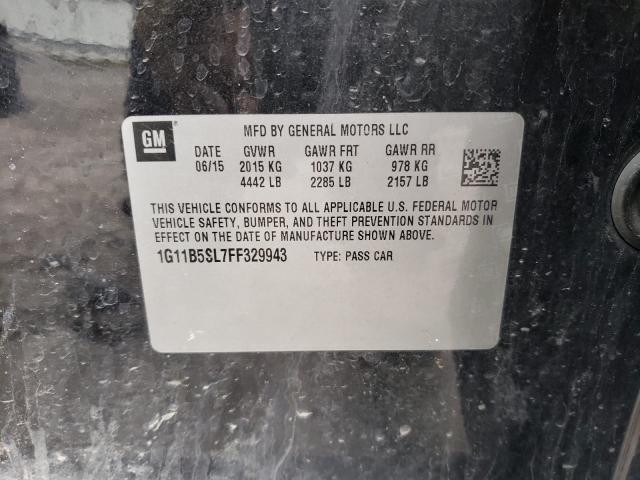 GM
MFD BY GENERAL MOTORS LLC
DATE GVWR GAWR FRT GAWR RR
06/15 2015 KG 1037 KG 978 KG
4442 LB 2285 LB 2157 LB
THIS VEHICLE CONFORMS TO ALL APPLICABLE U.S. FEDERAL MOTOR
VEHICLE SAFETY, BUMPER, AND THEFT PREVENTION STANDARDS IN
EFFECT ON THE DATE OF MANUFACTURE SHOWN ABOVE.
1G11B5SL7FF329943 TYPE: PASS CAR